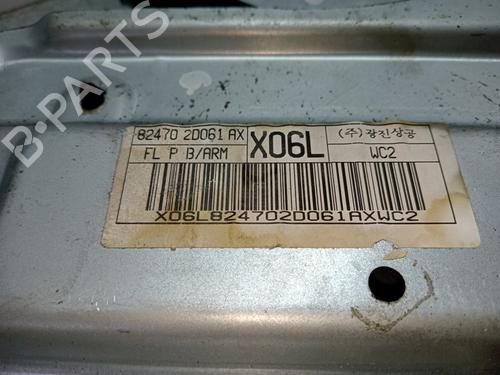 82470 2D061 AX X06L (주)광진상공
FL P B/ARM WC2
X06L824702D061AXWC2
B-PARTS